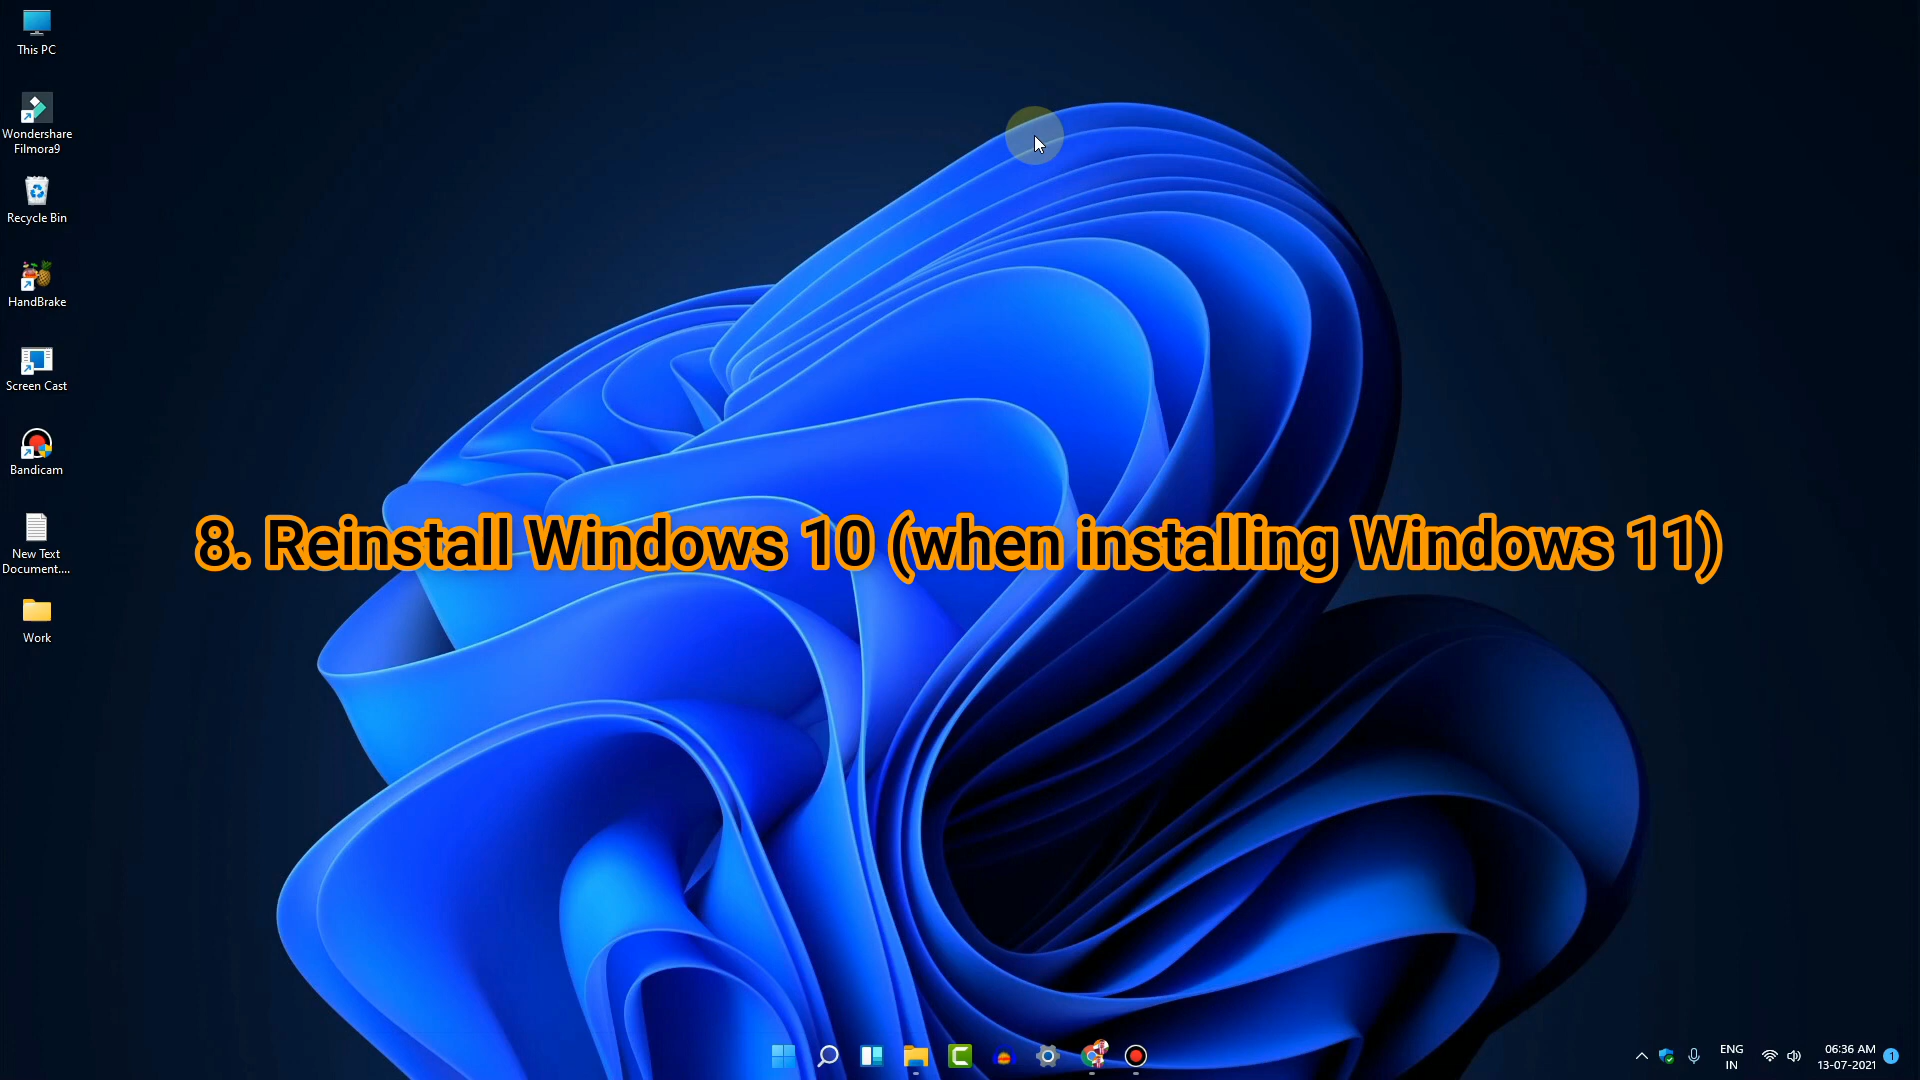 This PC
Wondershare
Filmora9
Recycle Bin
HandBrake
Screen Cast
Bandicam
New Text
Document....
Work
8. Reinstall Windows 10 (when installing Windows 11)
ENG
IN
06:36 AM
13-07-2021
1